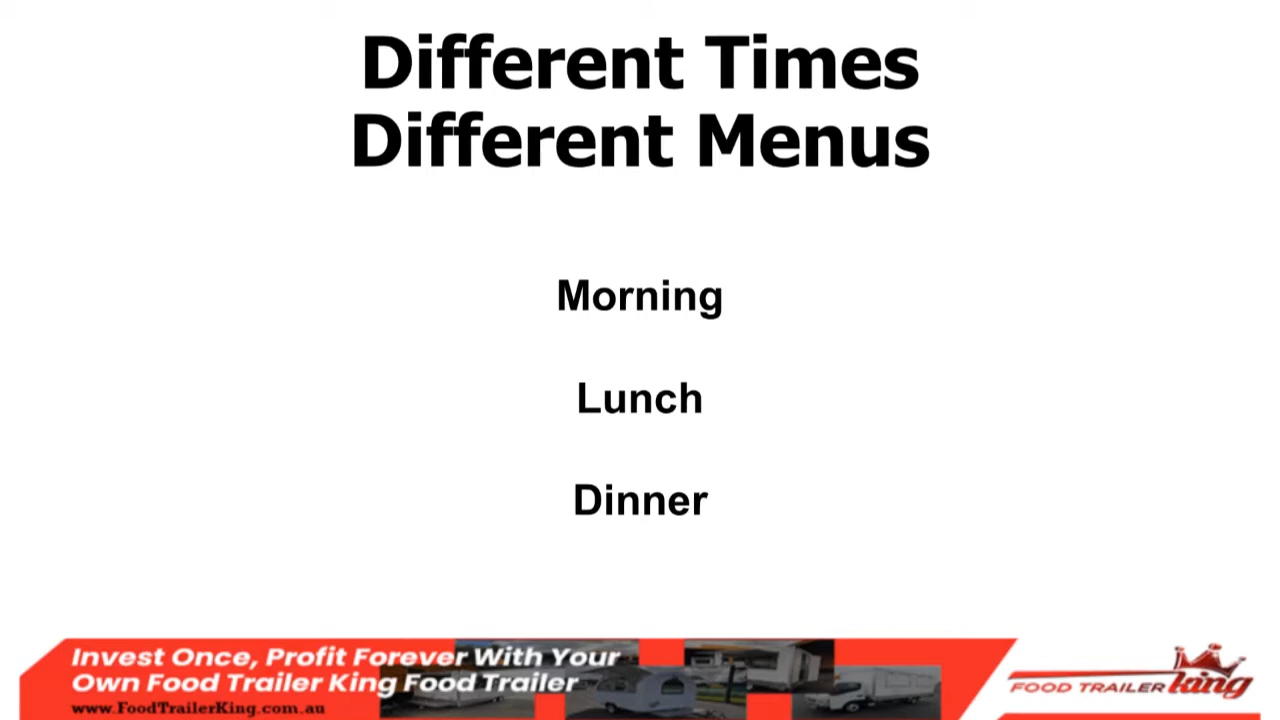 Different Times
Different Menus
Morning
Lunch
Dinner
Invest Once, Profit Forever With Your
Own Food Trailer King Food Trailer
www.FoodTrailerKing.com.au
FOOD TRAILER king